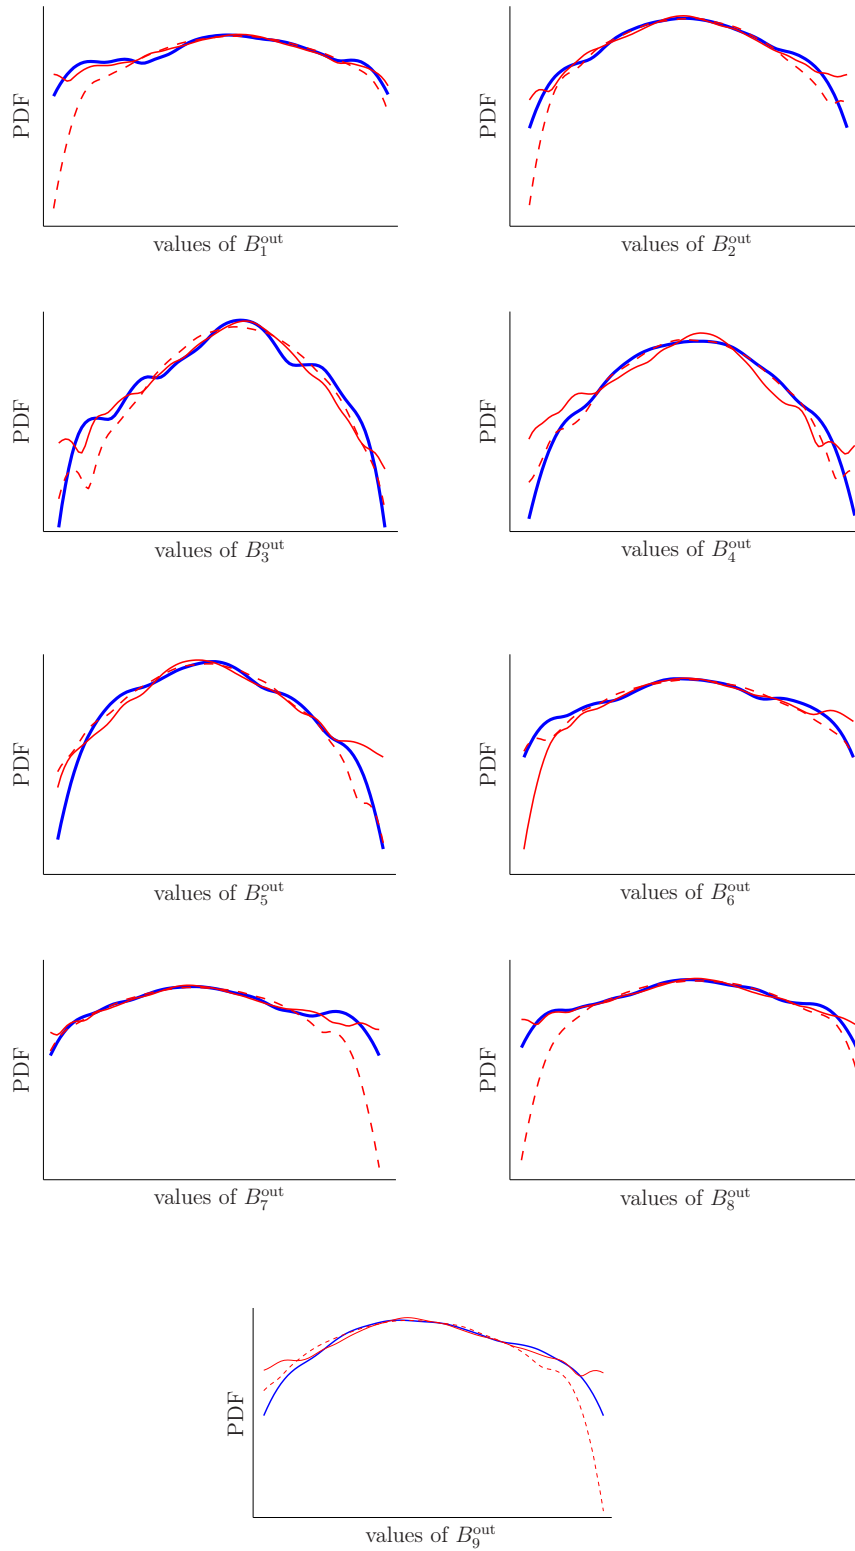 PDF
values of $B_1^{\text{out}}$
PDF
values of $B_2^{\text{out}}$
PDF
values of $B_3^{\text{out}}$
PDF
values of $B_4^{\text{out}}$
PDF
values of $B_5^{\text{out}}$
PDF
values of $B_6^{\text{out}}$
PDF
values of $B_7^{\text{out}}$
PDF
values of $B_8^{\text{out}}$
PDF
values of $B_9^{\text{out}}$